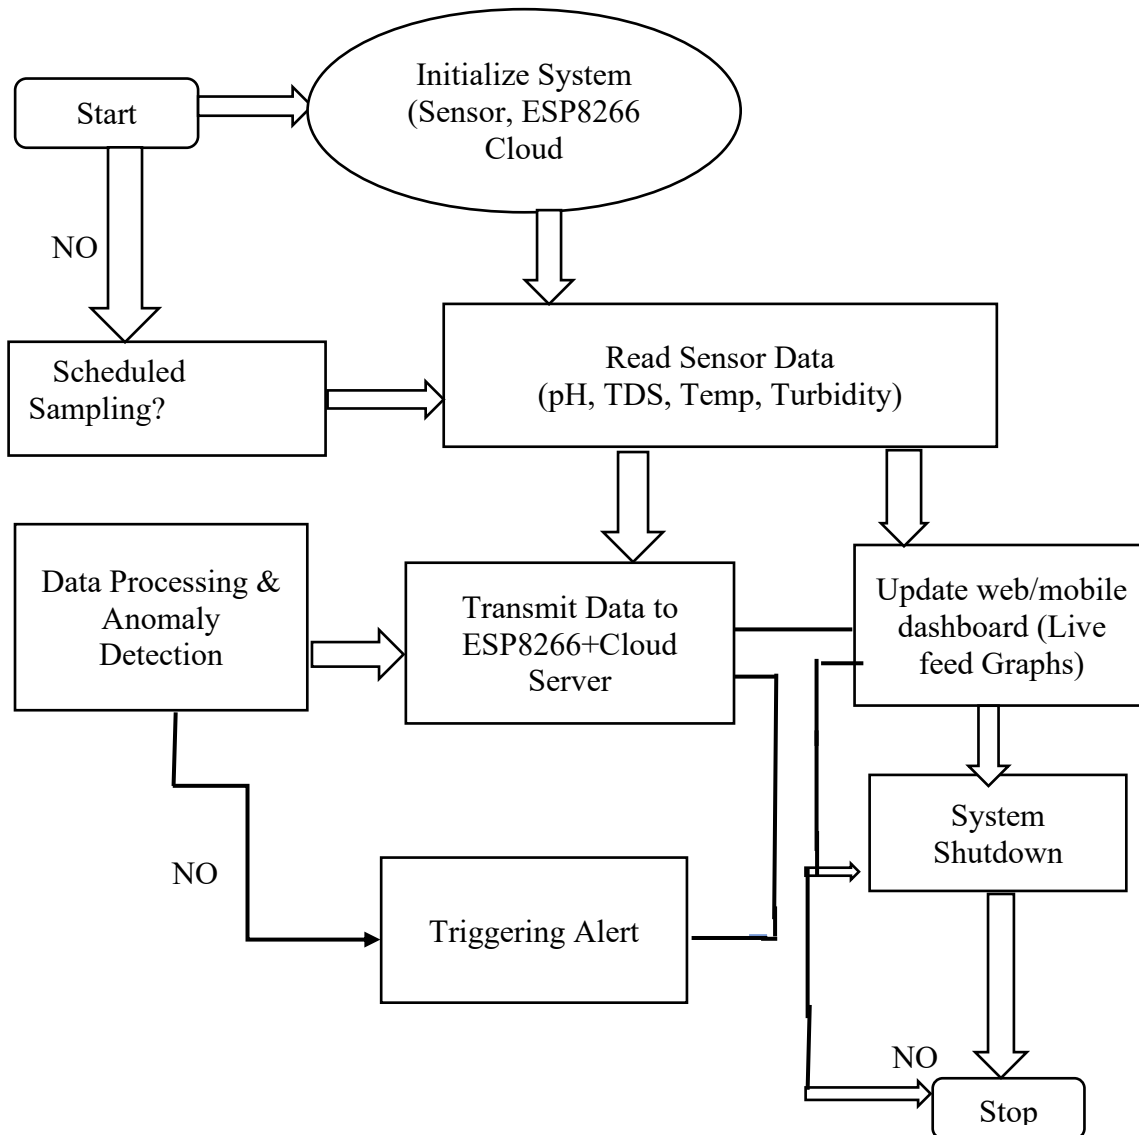 Start
Initialize System
(Sensor, ESP8266
Cloud
NO
Scheduled
Sampling?
Read Sensor Data
(pH, TDS, Temp, Turbidity)
Data Processing &
Anomaly
Detection
Transmit Data to
ESP8266+Cloud
Server
Update web/mobile
dashboard (Live
feed Graphs)
System
Shutdown
NO
Triggering Alert
NO
Stop